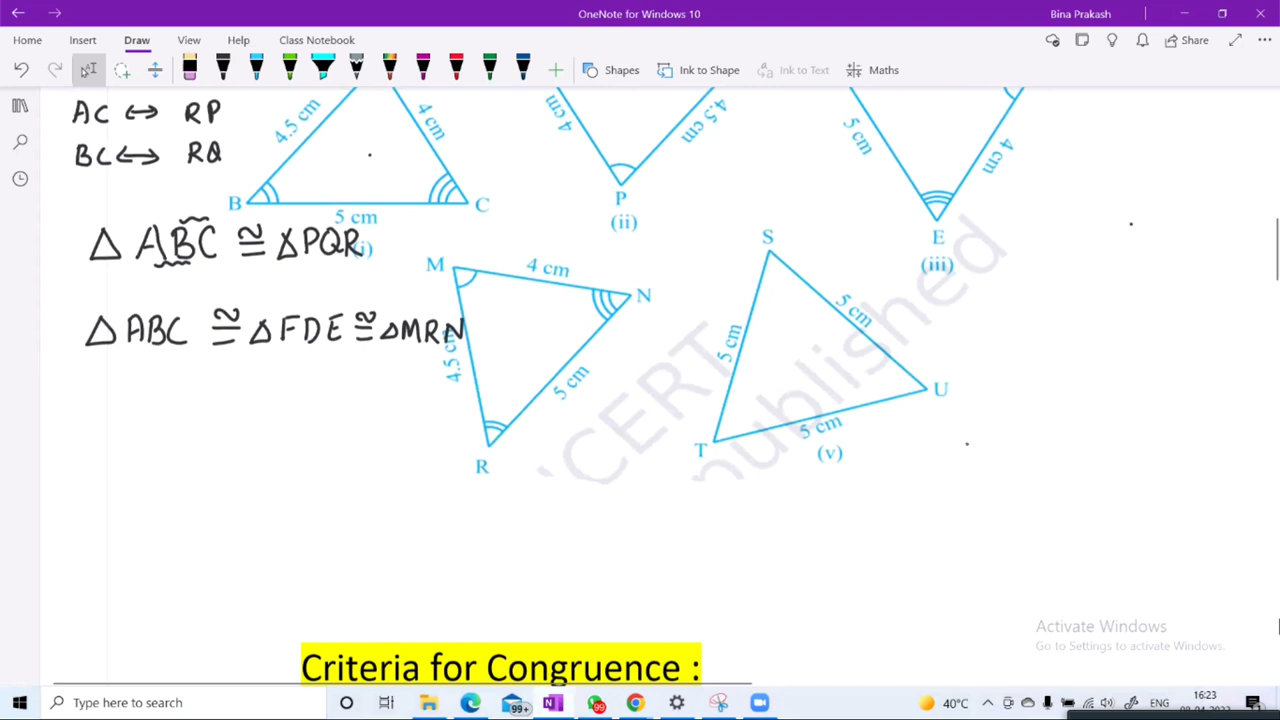 OneNote for Windows 10
Bina Prakash
Home Insert Draw View Help Class Notebook
Share
Shapes Ink to Shape Ink to Text Maths
AC ↔ RP
BC ↔ RQ
4.5 cm
4 cm
B
C
5 cm
(i)
4 cm
4.5 cm
P
(ii)
5 cm
4 cm
E
(iii)
△ ABC ≅ △PQR
△ABC ≅ △FDE ≅ △MRN
M
4 cm
N
4.5 cm
5 cm
R
S
5 cm
5 cm
T
5 cm
U
(v)
Criteria for Congruence :
Activate Windows
Go to Settings to activate Windows.
Type here to search
99+
99
40°C
ENG
16:23